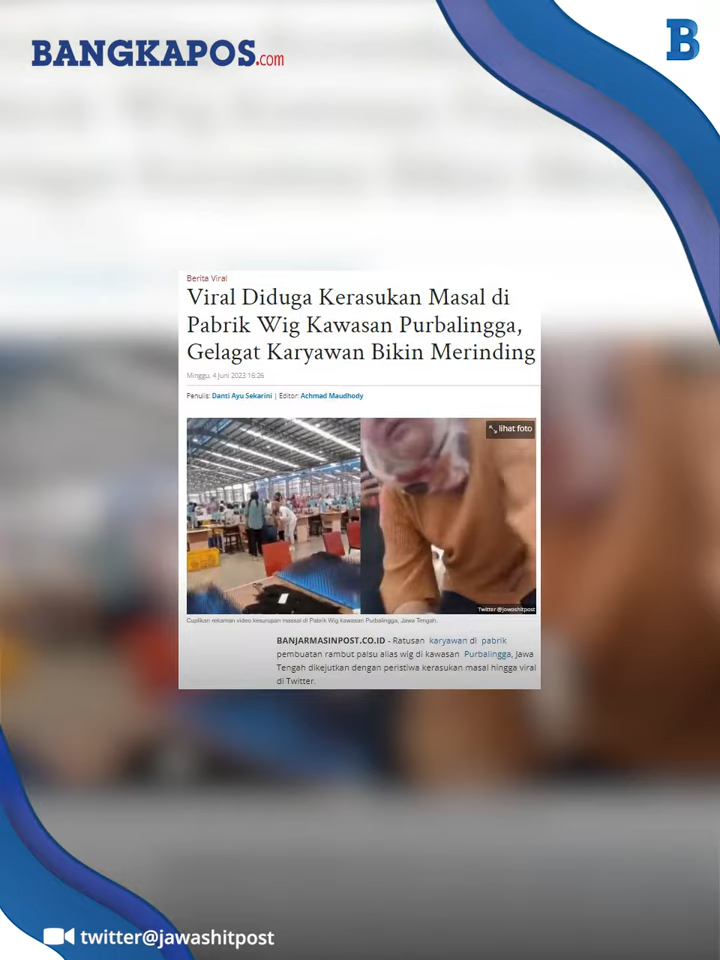 BANGKAPOS.com
B
Berita Viral
Viral Diduga Kerasukan Masal di
Pabrik Wig Kawasan Purbalingga,
Gelagat Karyawan Bikin Merinding
Minggu, 4 Juni 2023 16:26
Penulis: Danti Ayu Sekarini | Editor: Achmad Maudhody
lihat foto
Twitter @jawashitpost
Cuplikan rekaman video kesurupan massal di Pabrik Wig kawasan Purbalingga, Jawa Tengah.
BANJARMASINPOST.CO.ID - Ratusan karyawan di pabrik
pembuatan rambut palsu alias wig di kawasan Purbalingga, Jawa
Tengah dikejutkan dengan peristiwa kerasukan masal hingga viral
di Twitter.
twitter@jawashitpost